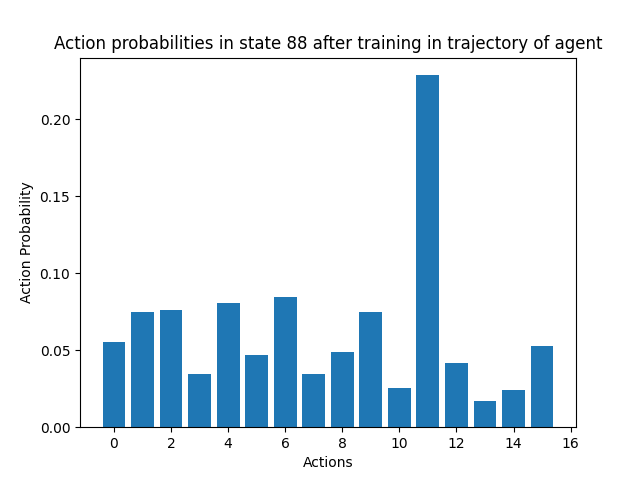 Action probabilities in state 88 after training in trajectory of agent
0.20
0.15
0.10
0.05
0.00
Action Probability
0 2 4 6 8 10 12 14 16
Actions